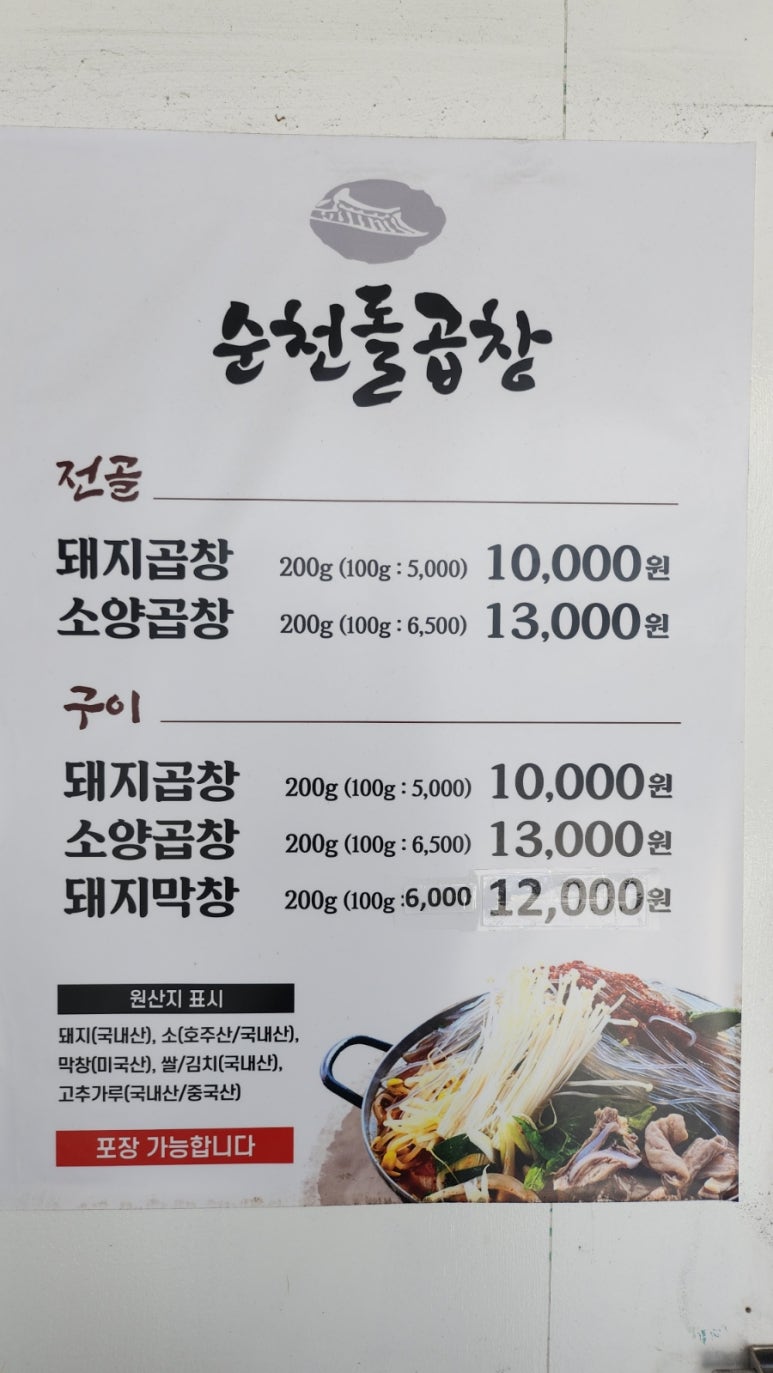 순천돌곱창
전골
돼지곱창 200g (100g : 5,000) 10,000원
소양곱창 200g (100g : 6,500) 13,000원
구이
돼지곱창 200g (100g : 5,000) 10,000원
소양곱창 200g (100g : 6,500) 13,000원
돼지막창 200g (100g :6,000 12,000원
원산지 표시
돼지(국내산), 소(호주산/국내산),
막창(미국산), 쌀/김치(국내산),
고추가루(국내산/중국산)
포장 가능합니다